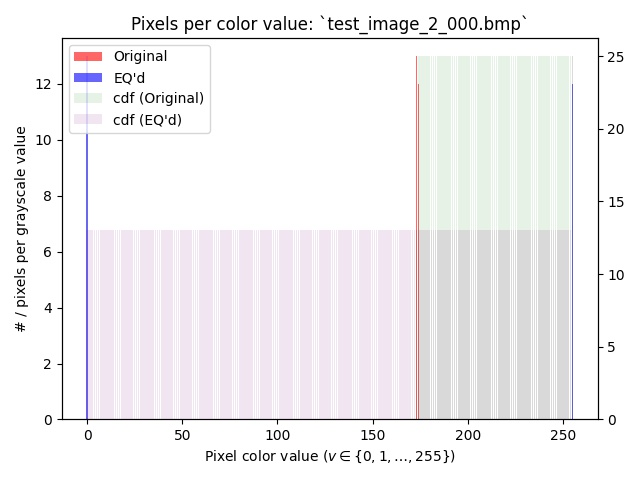 Pixels per color value: `test_image_2_000.bmp`
Original
EQ'd
cdf (Original)
cdf (EQ'd)
# / pixels per grayscale value
12
10
8
6
4
2
0
25
20
15
10
5
0
0 50 100 150 200 250
Pixel color value (v ∈ {0, 1, ..., 255})